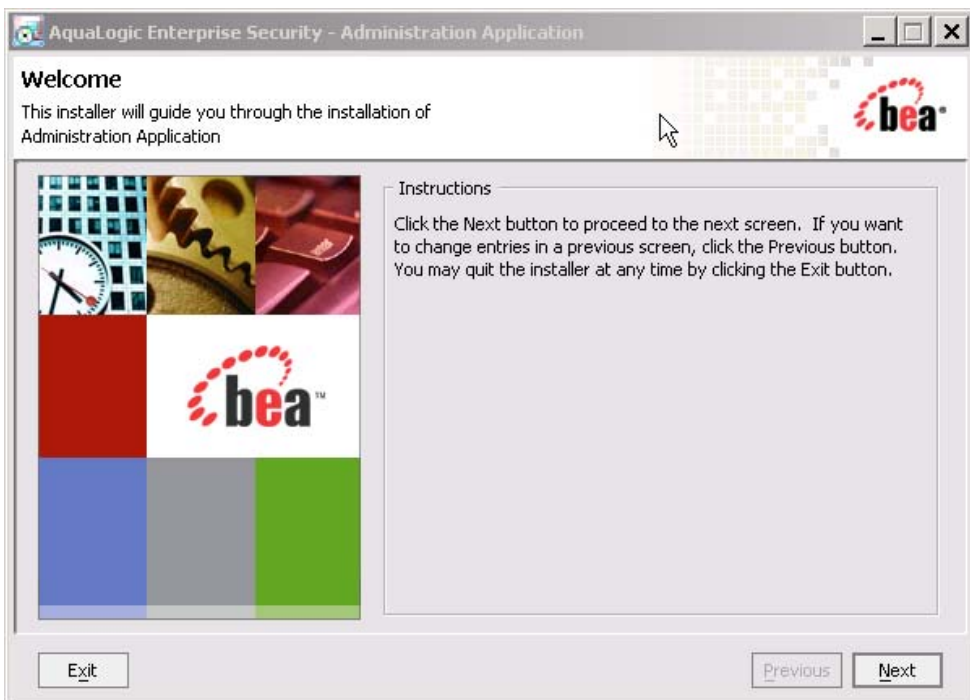 AquaLogic Enterprise Security - Administration Application
Welcome
This installer will guide you through the installation of
Administration Application
bea
Instructions
Click the Next button to proceed to the next screen. If you want
to change entries in a previous screen, click the Previous button.
You may quit the installer at any time by clicking the Exit button.
bea™
Exit
Previous
Next